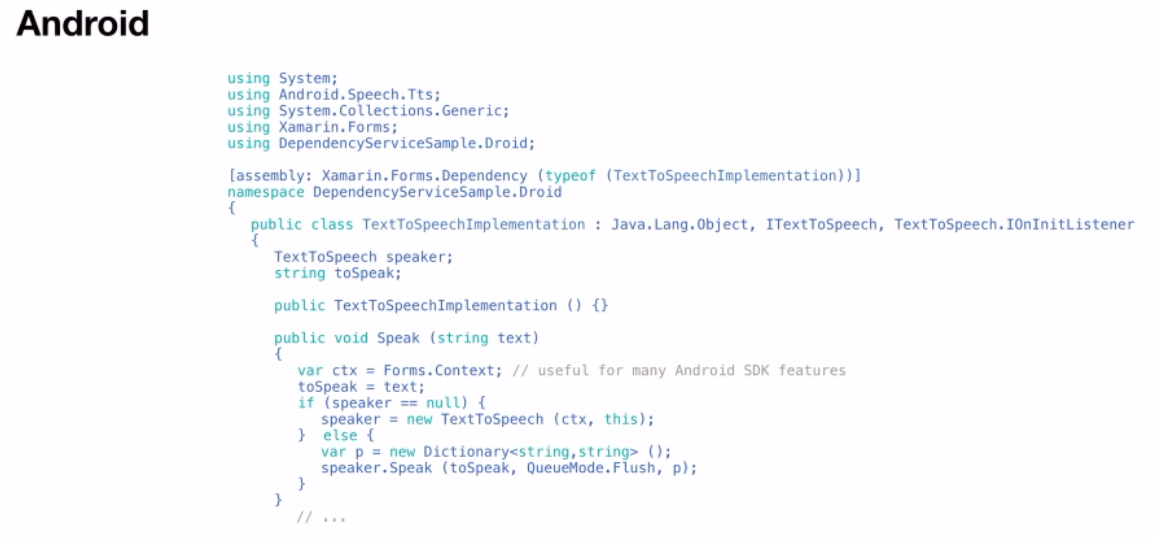 Android
using System;
using Android.Speech.Tts;
using System.Collections.Generic;
using Xamarin.Forms;
using DependencyServiceSample.Droid;
[assembly: Xamarin.Forms.Dependency (typeof (TextToSpeechImplementation))]
namespace DependencyServiceSample.Droid
{
public class TextToSpeechImplementation : Java.Lang.Object, ITextToSpeech, TextToSpeech.IOnInitListener
{
TextToSpeech speaker;
string toSpeak;
public TextToSpeechImplementation () {}
public void Speak (string text)
{
var ctx = Forms.Context; // useful for many Android SDK features
toSpeak = text;
if (speaker == null) {
speaker = new TextToSpeech (ctx, this);
} else {
var p = new Dictionary<string,string> ();
speaker.Speak (toSpeak, QueueMode.Flush, p);
}
}
// ...